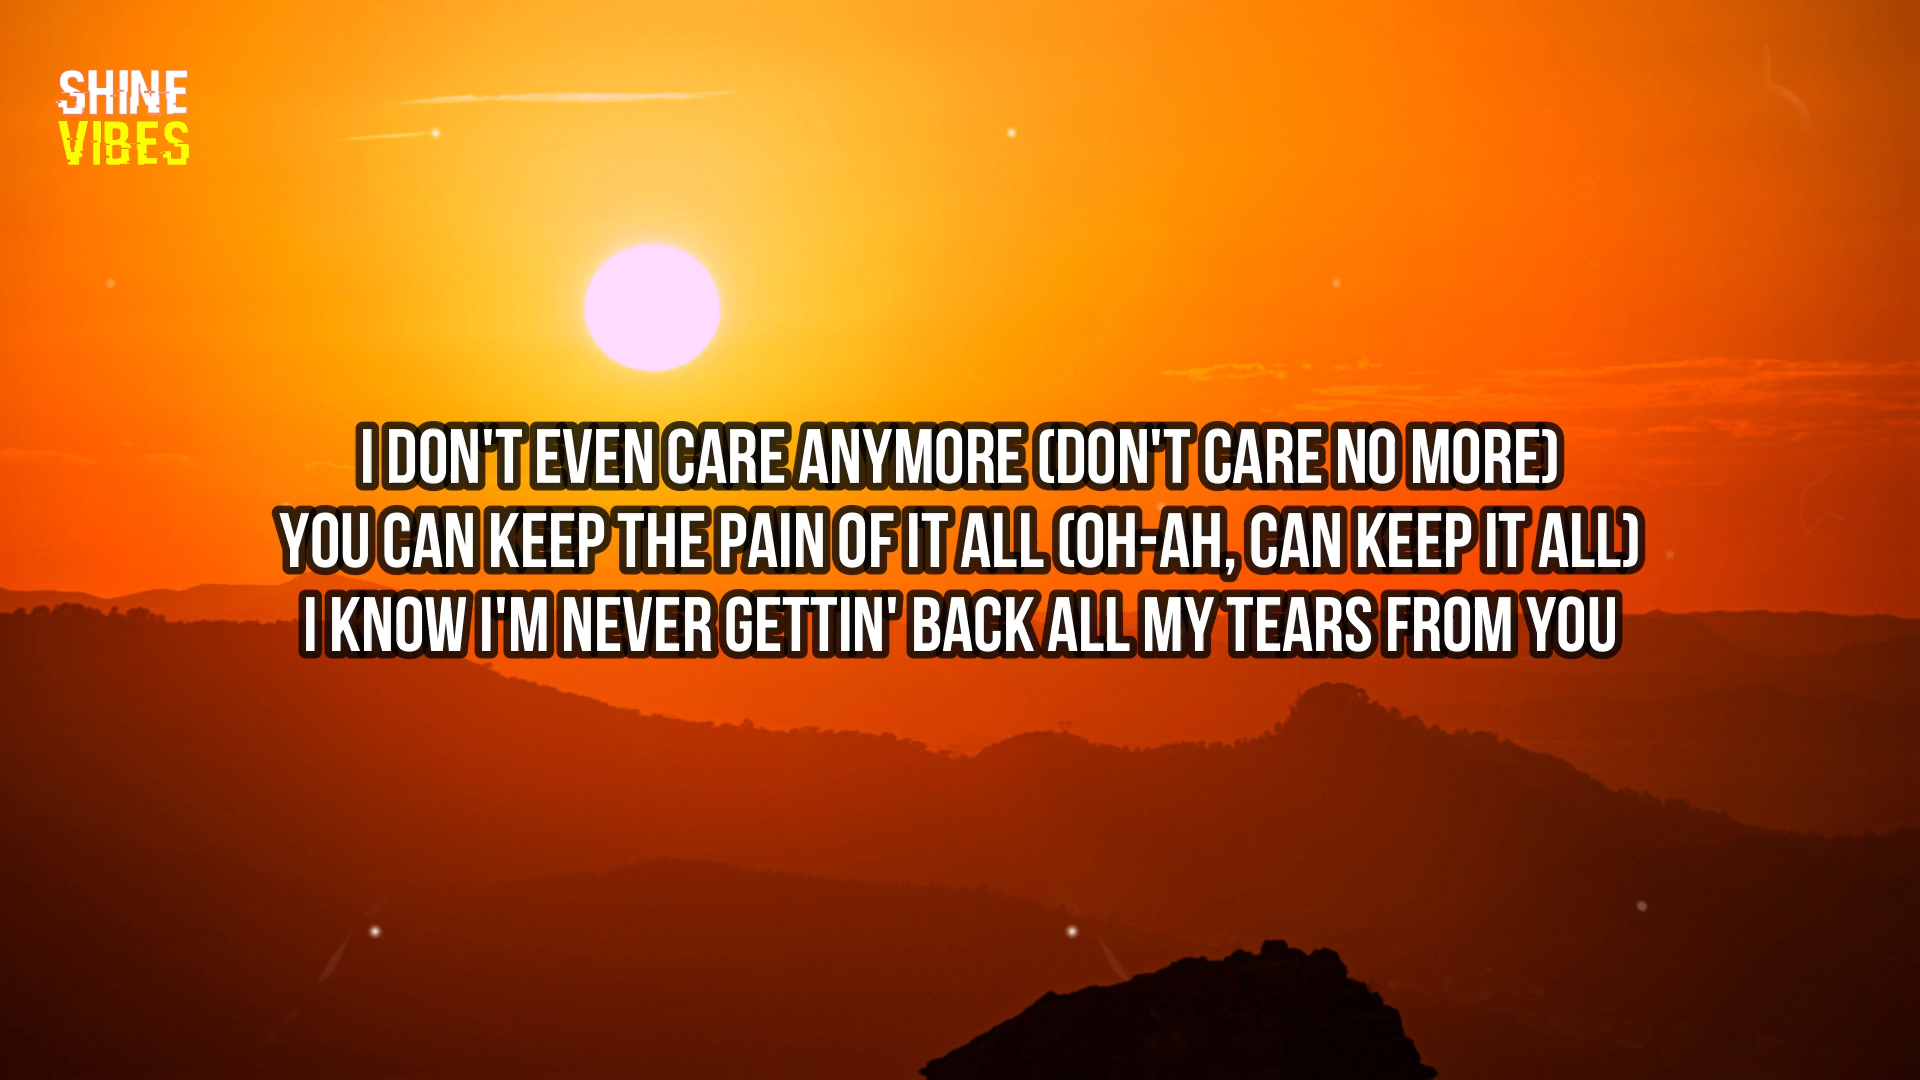 SHINE
VIBES
I DON'T EVEN CARE ANYMORE (DON'T CARE NO MORE)
YOU CAN KEEP THE PAIN OF IT ALL (OH-AH, CAN KEEP IT ALL)
I KNOW I'M NEVER GETTIN' BACK ALL MY TEARS FROM YOU